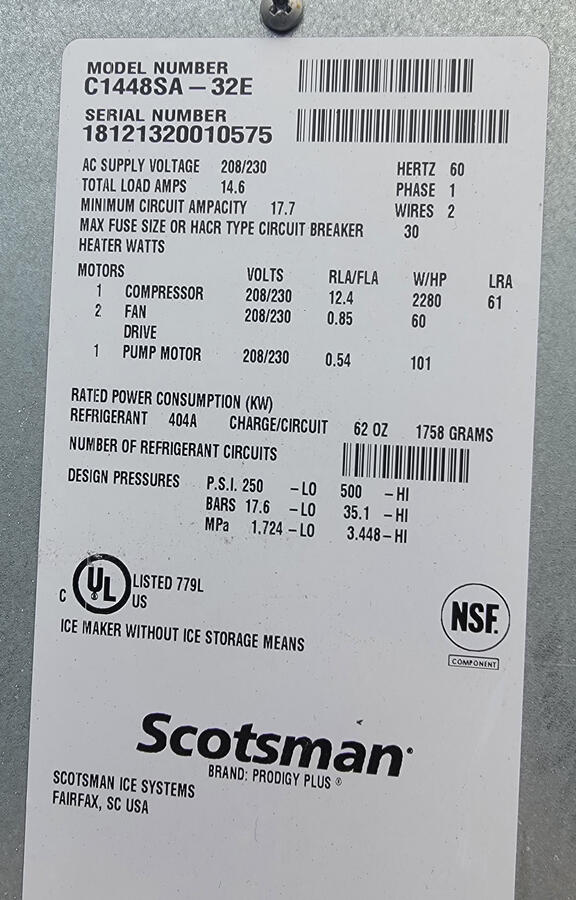 MODEL NUMBER
C1448SA-32E
SERIAL NUMBER
18121320010575
AC SUPPLY VOLTAGE 208/230 HERTZ 60
TOTAL LOAD AMPS 14.6 PHASE 1
MINIMUM CIRCUIT AMPACITY 17.7 WIRES 2
MAX FUSE SIZE OR HACR TYPE CIRCUIT BREAKER 30
HEATER WATTS
MOTORS VOLTS RLA/FLA W/HP LRA
1 COMPRESSOR 208/230 12.4 2280 61
2 FAN 208/230 0.85 60
DRIVE
1 PUMP MOTOR 208/230 0.54 101
RATED POWER CONSUMPTION (KW)
REFRIGERANT 404A CHARGE/CIRCUIT 62 OZ 1758 GRAMS
NUMBER OF REFRIGERANT CIRCUITS
DESIGN PRESSURES P.S.I. 250 -LO 500 -HI
BARS 17.6 -LO 35.1 -HI
MPa 1.724-LO 3.448-HI
C UL US LISTED 779L
ICE MAKER WITHOUT ICE STORAGE MEANS
NSF.
COMPONENT
Scotsman®
BRAND: PRODIGY PLUS ®
SCOTSMAN ICE SYSTEMS
FAIRFAX, SC USA